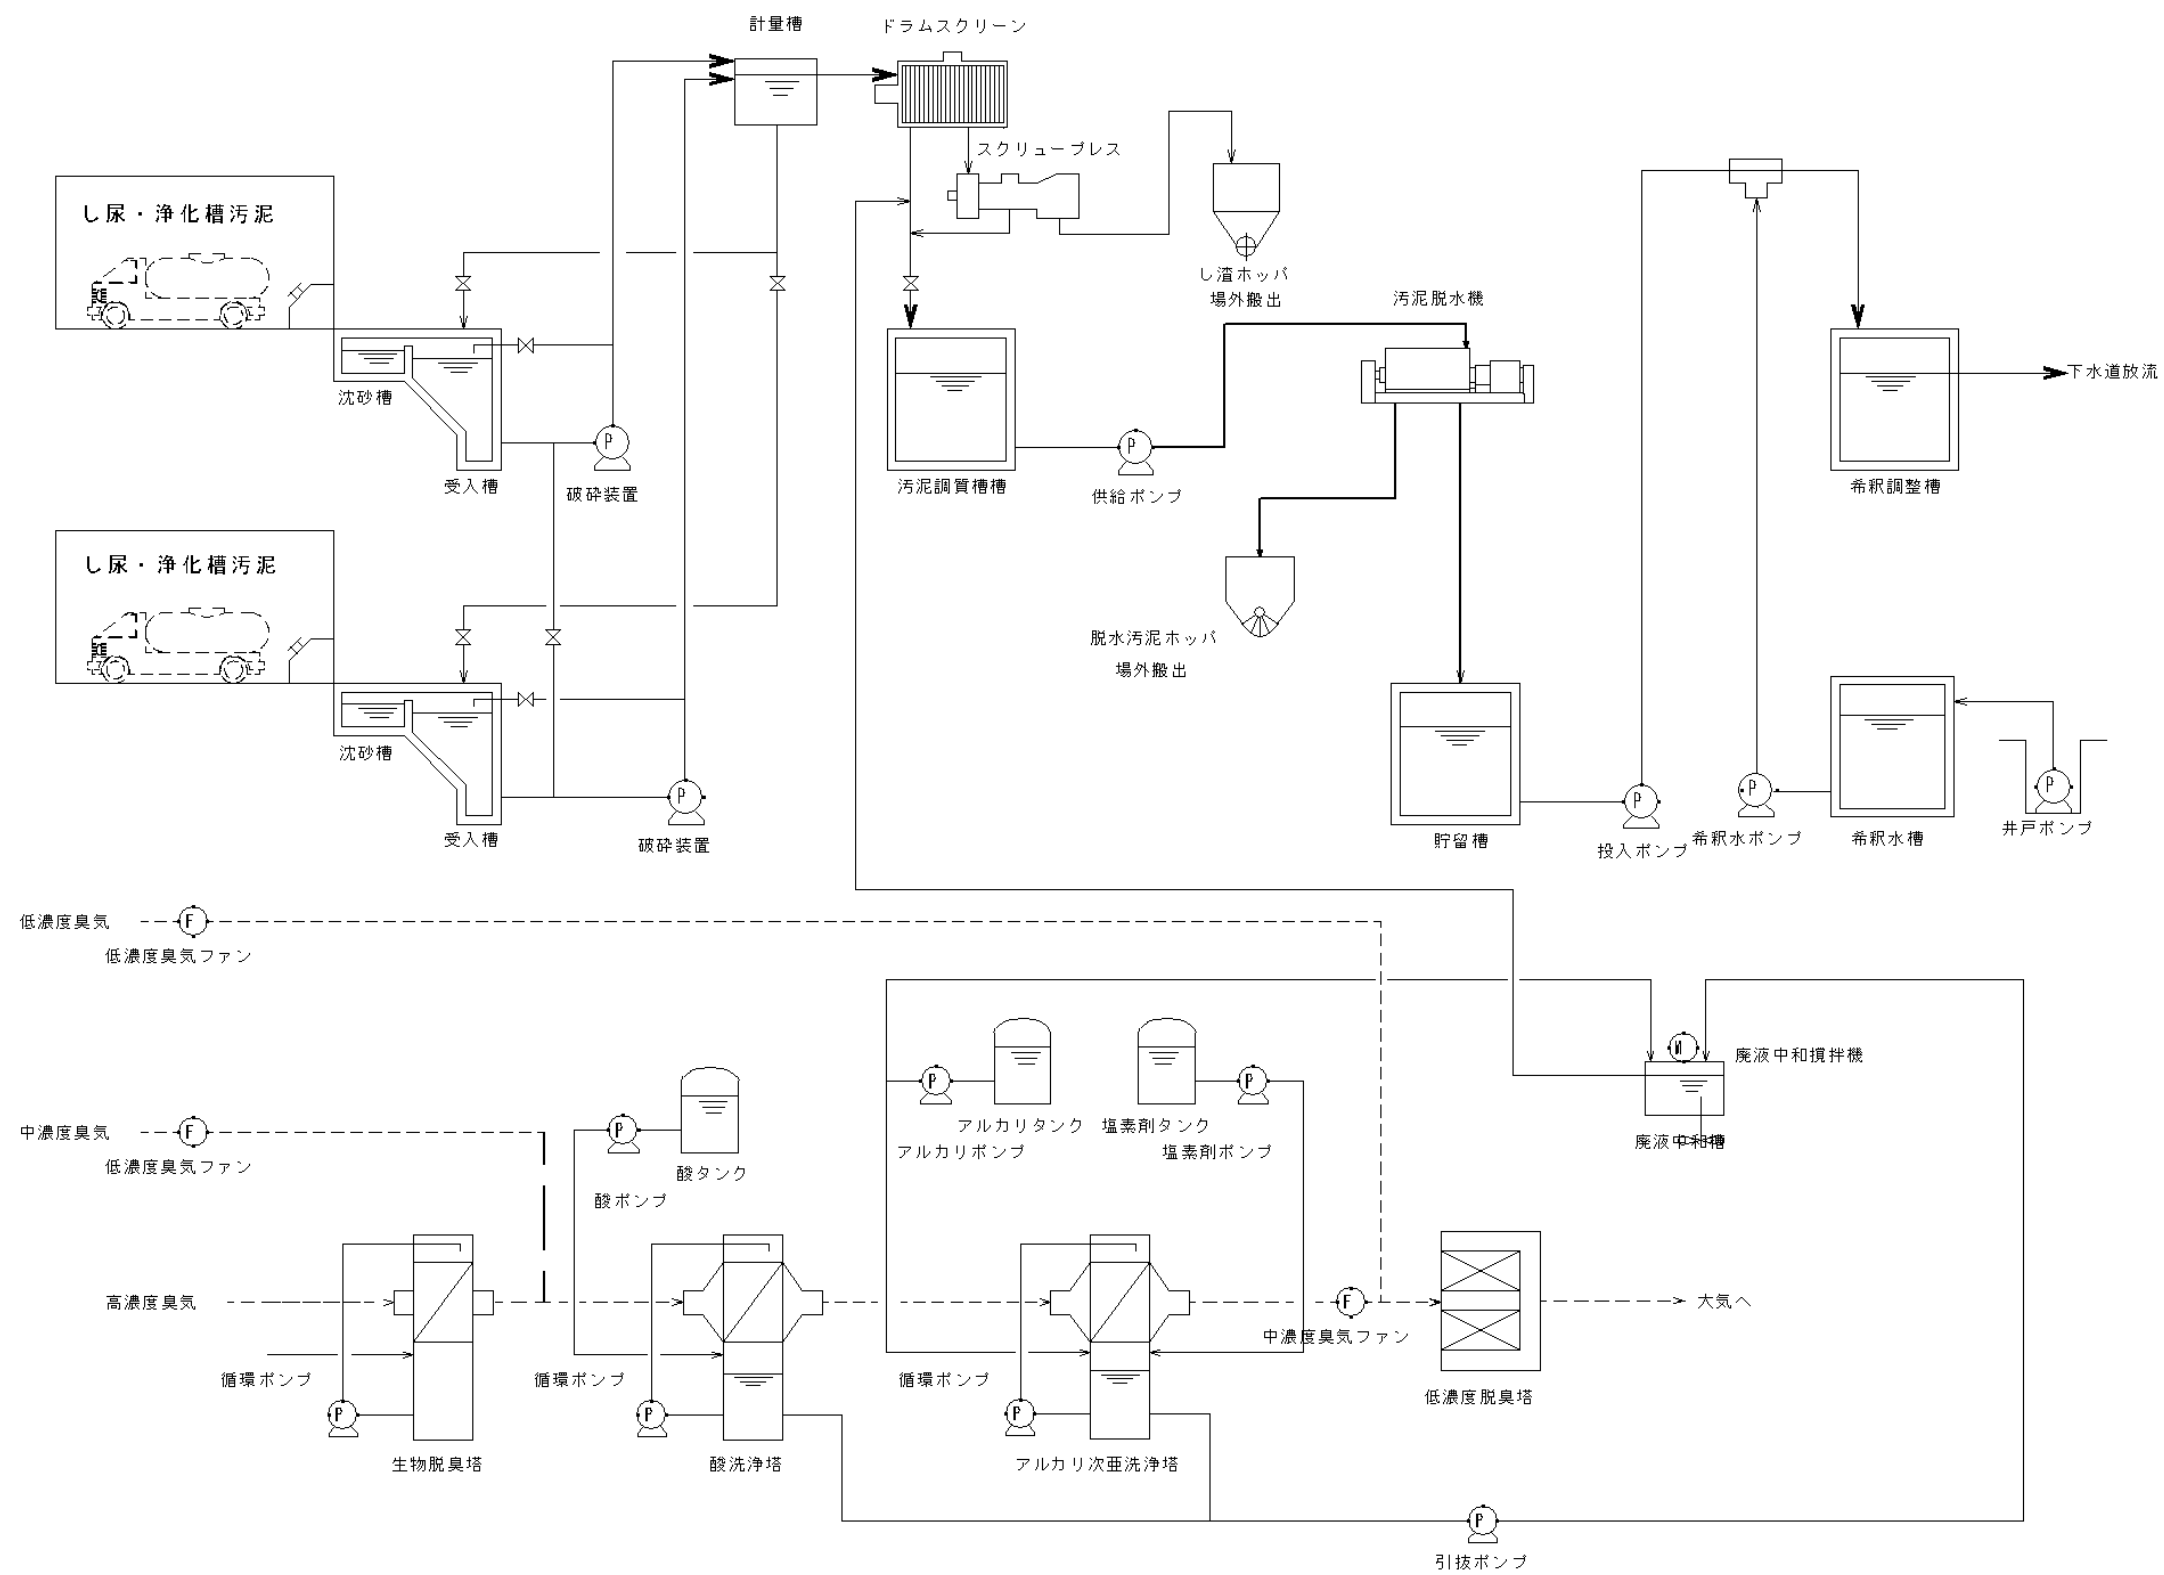 計量槽
ドラムスクリーン
スクリュープレス
し尿・浄化槽汚泥
し渣ホッパ
場外搬出
汚泥脱水機
下水道放流
沈砂槽
受入槽
破砕装置
P
汚泥調質槽槽
P
供給ポンプ
希釈調整槽
し尿・浄化槽汚泥
脱水汚泥ホッパ
場外搬出
沈砂槽
受入槽
P
破砕装置
貯留槽
P
投入ポンプ
P
希釈水ポンプ
希釈水槽
P
井戸ポンプ
低濃度臭気
F
低濃度臭気ファン
廃液中和撹拌機
M
廃液中和槽
P
アルカリタンク
アルカリポンプ
塩素剤タンク
P
塩素剤ポンプ
中濃度臭気
F
低濃度臭気ファン
P
酸タンク
酸ポンプ
高濃度臭気
F
中濃度臭気ファン
大気へ
循環ポンプ
循環ポンプ
循環ポンプ
低濃度脱臭塔
P
P
P
生物脱臭塔
酸洗浄塔
アルカリ次亜洗浄塔
P
引抜ポンプ